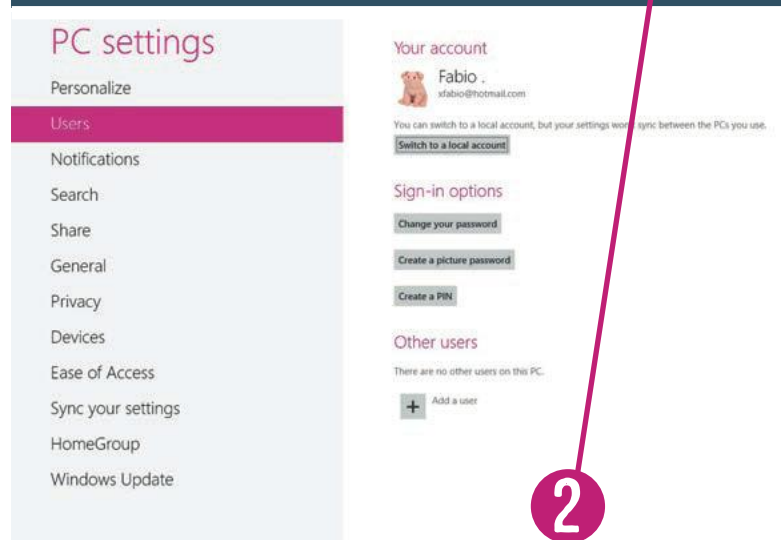 PC settings
Personalize
Users
Notifications
Search
Share
General
Privacy
Devices
Ease of Access
Sync your settings
HomeGroup
Windows Update
Your account
Fabio .
xfabio@hotmail.com
You can switch to a local account, but your settings won't sync between the PCs you use.
Switch to a local account
Sign-in options
Change your password
Create a picture password
Create a PIN
Other users
There are no other users on this PC.
+ Add a user
2